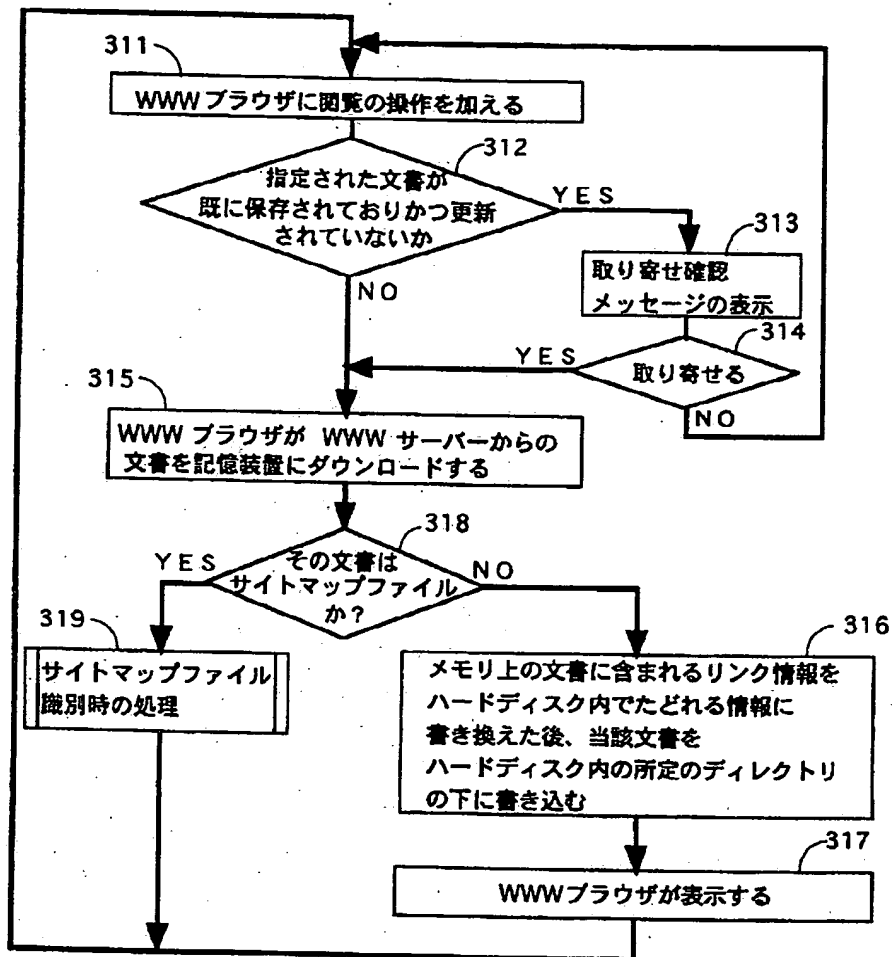 311
WWWブラウザに閲覧の操作を加える
312
指定された文書が
既に保存されておりかつ更新
されていないか
YES
NO
313
取り寄せ確認
メッセージの表示
314
取り寄せる
YES
NO
315
WWW ブラウザが WWW サーバーからの
文書を記憶装置にダウンロードする
318
その文書は
サイトマップファイル
か？
YES
NO
319
サイトマップファイル
識別時の処理
316
メモリ上の文書に含まれるリンク情報を
ハードディスク内でたどれる情報に
書き換えた後、当該文書を
ハードディスク内の所定のディレクトリ
の下に書き込む
317
WWWブラウザが表示する